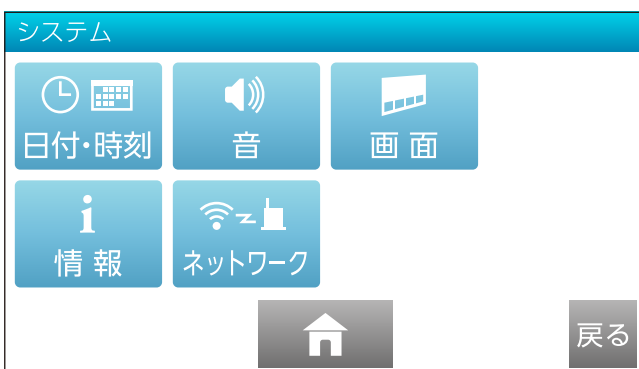 システム
日付・時刻
音
画面
情報
ネットワーク
戻る